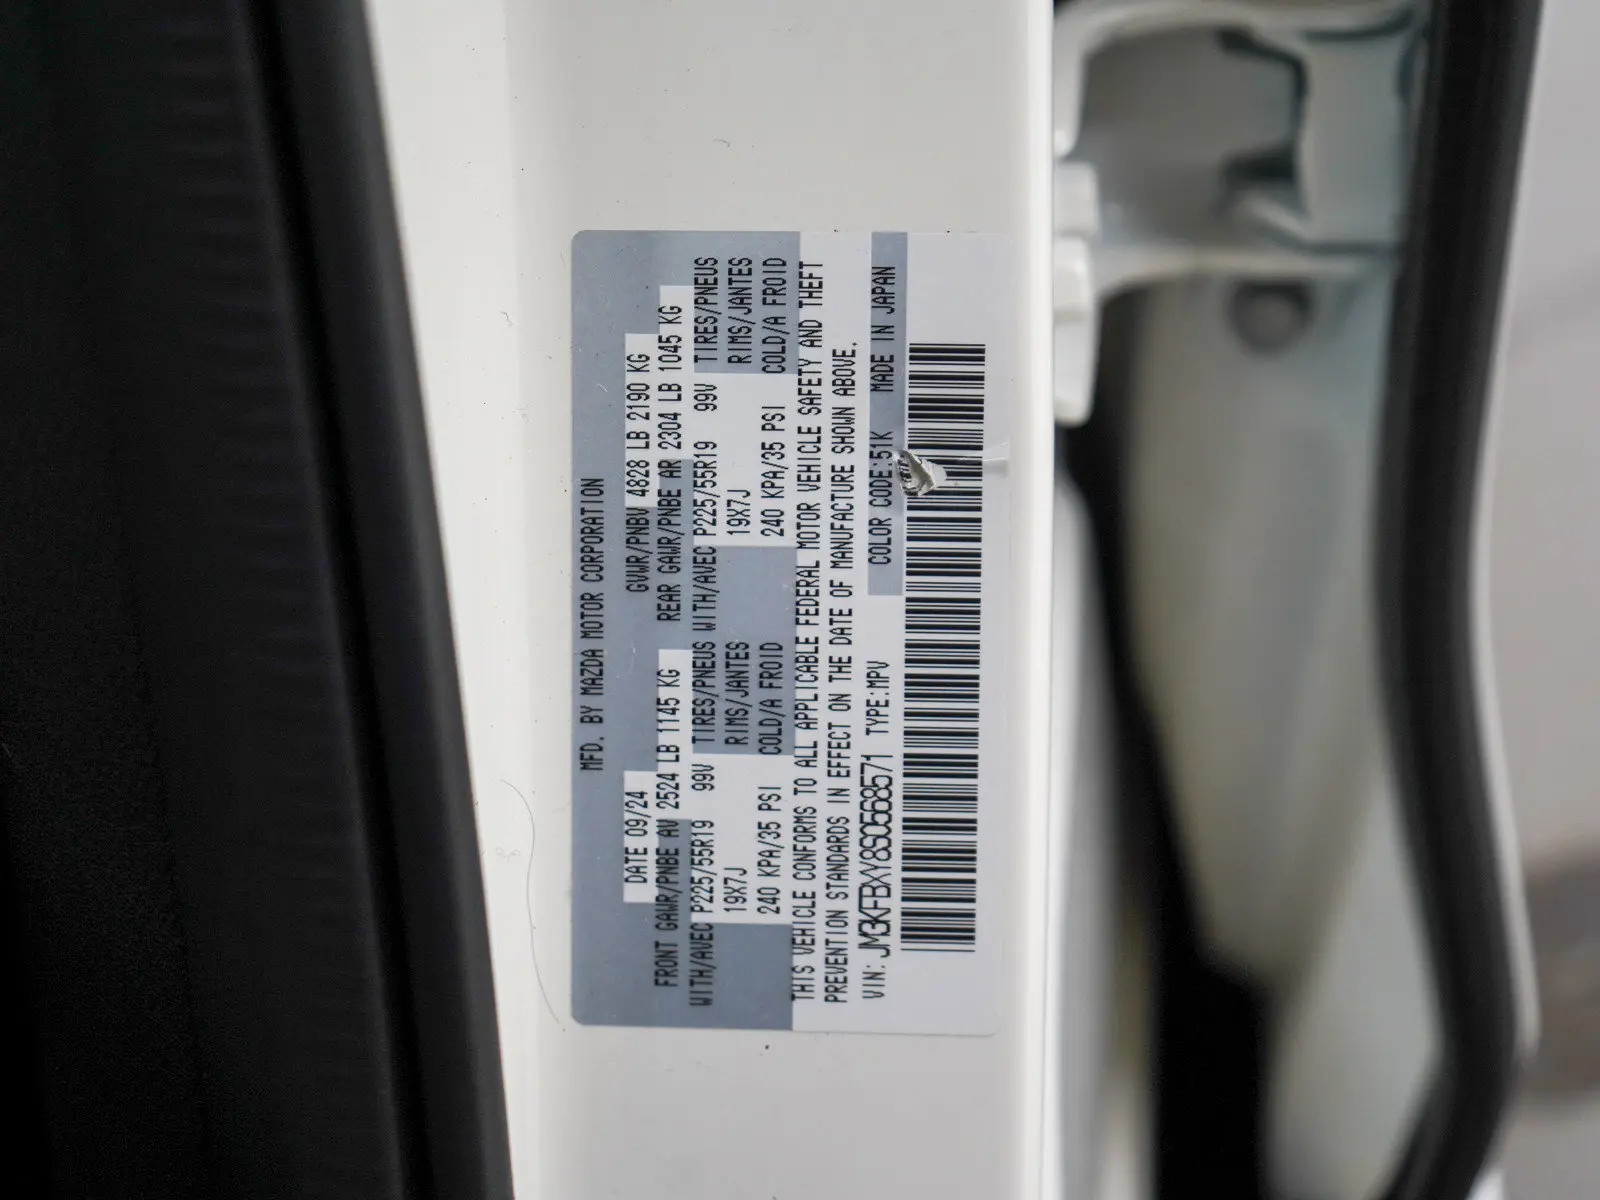 MFD. BY MAZDA MOTOR CORPORATION
DATE 09/24 GVWR/PNBV 4828 LB 2190 KG
FRONT GAWR/PNBE AV 2524 LB 1145 KG REAR GAWR/PNBE AR 2304 LB 1045 KG
WITH/AVEC P225/55R19 99V TIRES/PNEUS WITH/AVEC P225/55R19 99V TIRES/PNEUS
19X7J RIMS/JANTES 19X7J RIMS/JANTES
240 KPA/35 PSI COLD/A FROID 240 KPA/35 PSI COLD/A FROID
THIS VEHICLE CONFORMS TO ALL APPLICABLE FEDERAL MOTOR VEHICLE SAFETY AND THEFT
PREVENTION STANDARDS IN EFFECT ON THE DATE OF MANUFACTURE SHOWN ABOVE.
VIN: JM3KFBXY8S0568571 TYPE:MPV COLOR CODE:51K MADE IN JAPAN